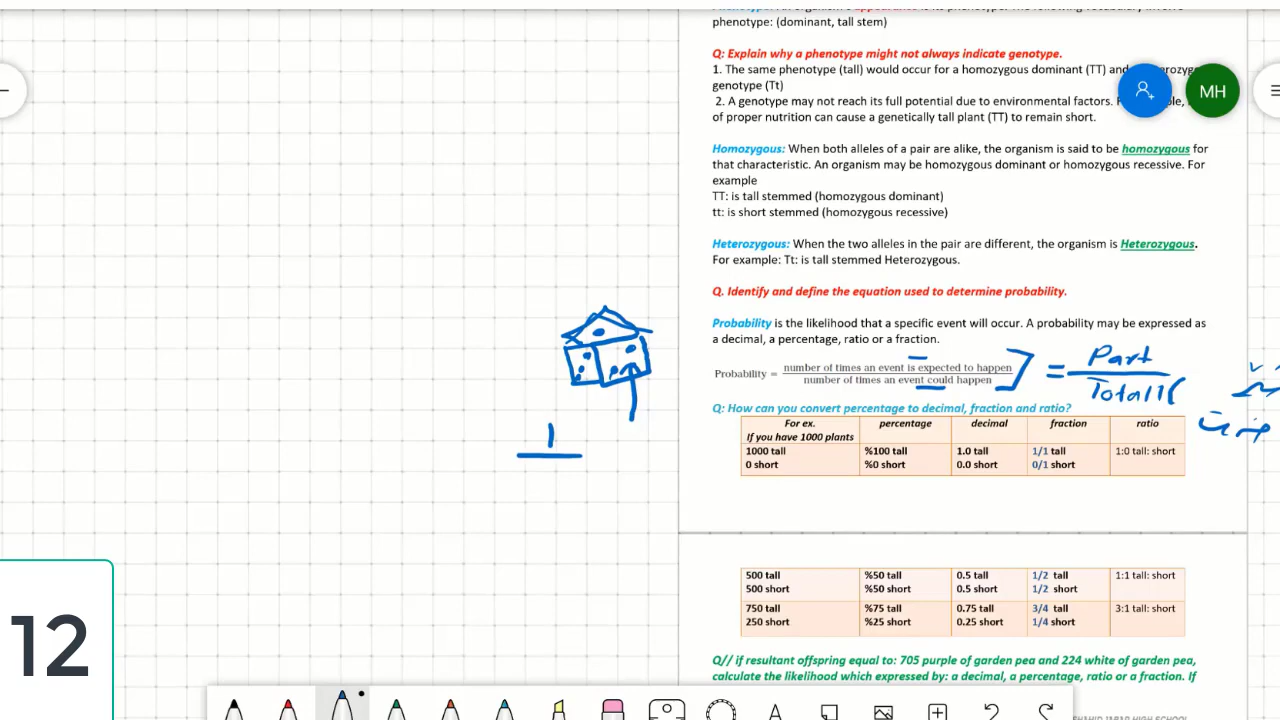 phenotype: (dominant, tall stem)
Q: Explain why a phenotype might not always indicate genotype.
1. The same phenotype (tall) would occur for a homozygous dominant (TT) and
genotype (Tt)
2. A genotype may not reach its full potential due to environmental factors.
of proper nutrition can cause a genetically tall plant (TT) to remain short.
MH
Homozygous: When both alleles of a pair are alike, the organism is said to be homozygous for
that characteristic. An organism may be homozygous dominant or homozygous recessive. For
example
TT: is tall stemmed (homozygous dominant)
tt: is short stemmed (homozygous recessive)
Heterozygous: When the two alleles in the pair are different, the organism is Heterozygous.
For example: Tt: is tall stemmed Heterozygous.
Q. Identify and define the equation used to determine probability.
Probability is the likelihood that a specific event will occur. A probability may be expressed as
a decimal, a percentage, ratio or a fraction.
Probability = number of times an event is expected to happen
number of times an event could happen
= Part
1
Q: How can you convert percentage to decimal, fraction and ratio?
For ex. percentage decimal fraction ratio
If you have 1000 plants
1000 tall %100 tall 1.0 tall 1/1 tall 1:0 tall: short
0 short %0 short 0.0 short 0/1 short
500 tall %50 tall 0.5 tall 1/2 tall 1:1 tall: short
500 short %50 short 0.5 short 1/2 short
750 tall %75 tall 0.75 tall 3/4 tall 3:1 tall: short
250 short %25 short 0.25 short 1/4 short
12
Q// if resultant offspring equal to: 705 purple of garden pea and 224 white of garden pea,
calculate the likelihood which expressed by: a decimal, a percentage, ratio or a fraction. If